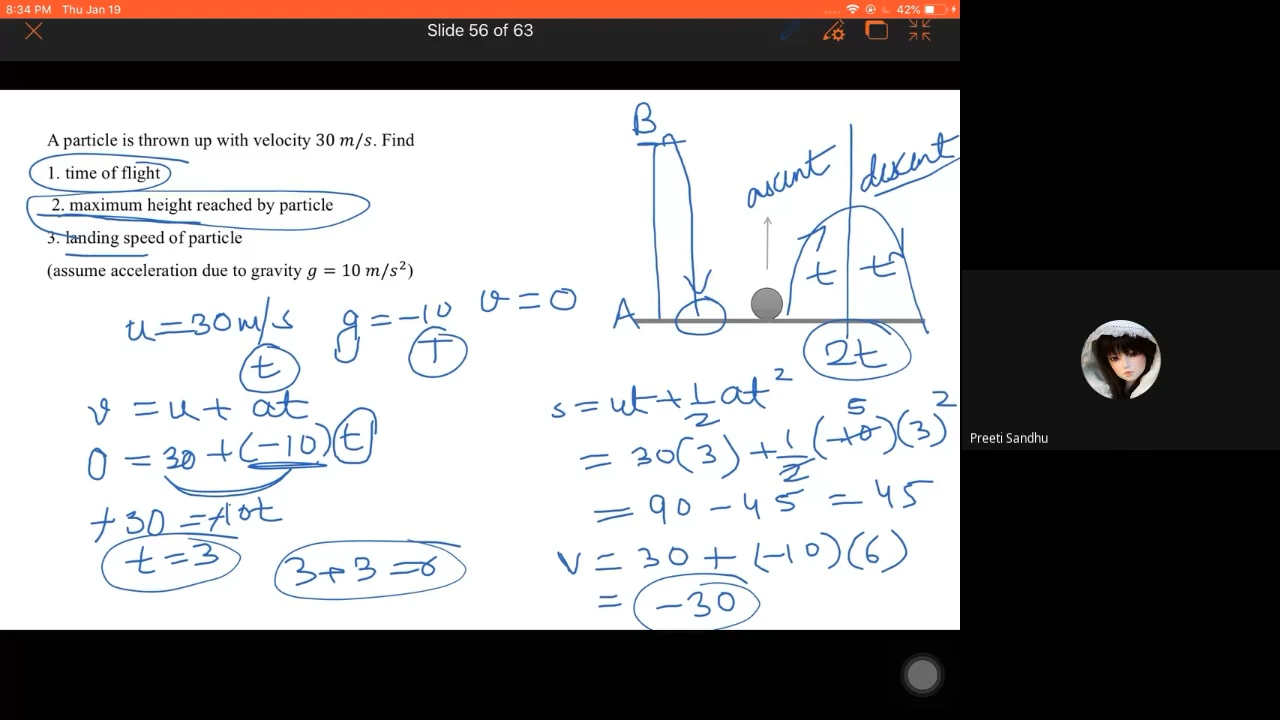 8:34 PM Thu Jan 19
42%
Slide 56 of 63
A particle is thrown up with velocity 30 m/s. Find
1. time of flight
2. maximum height reached by particle
3. landing speed of particle
(assume acceleration due to gravity g = 10 m/s²)
B
A
ascent
descent
t
t
2t
u = 30 m/s g = -10 v = 0
t
T
v = u + at
0 = 30 + (-10)(t)
+30 = +10t
t = 3
3 + 3 = 6
s = ut + 1/2 at²
5
= 30(3) + 1/2 (-10)(3)²
= 90 - 45 = 45
v = 30 + (-10)(6)
= -30
Preeti Sandhu